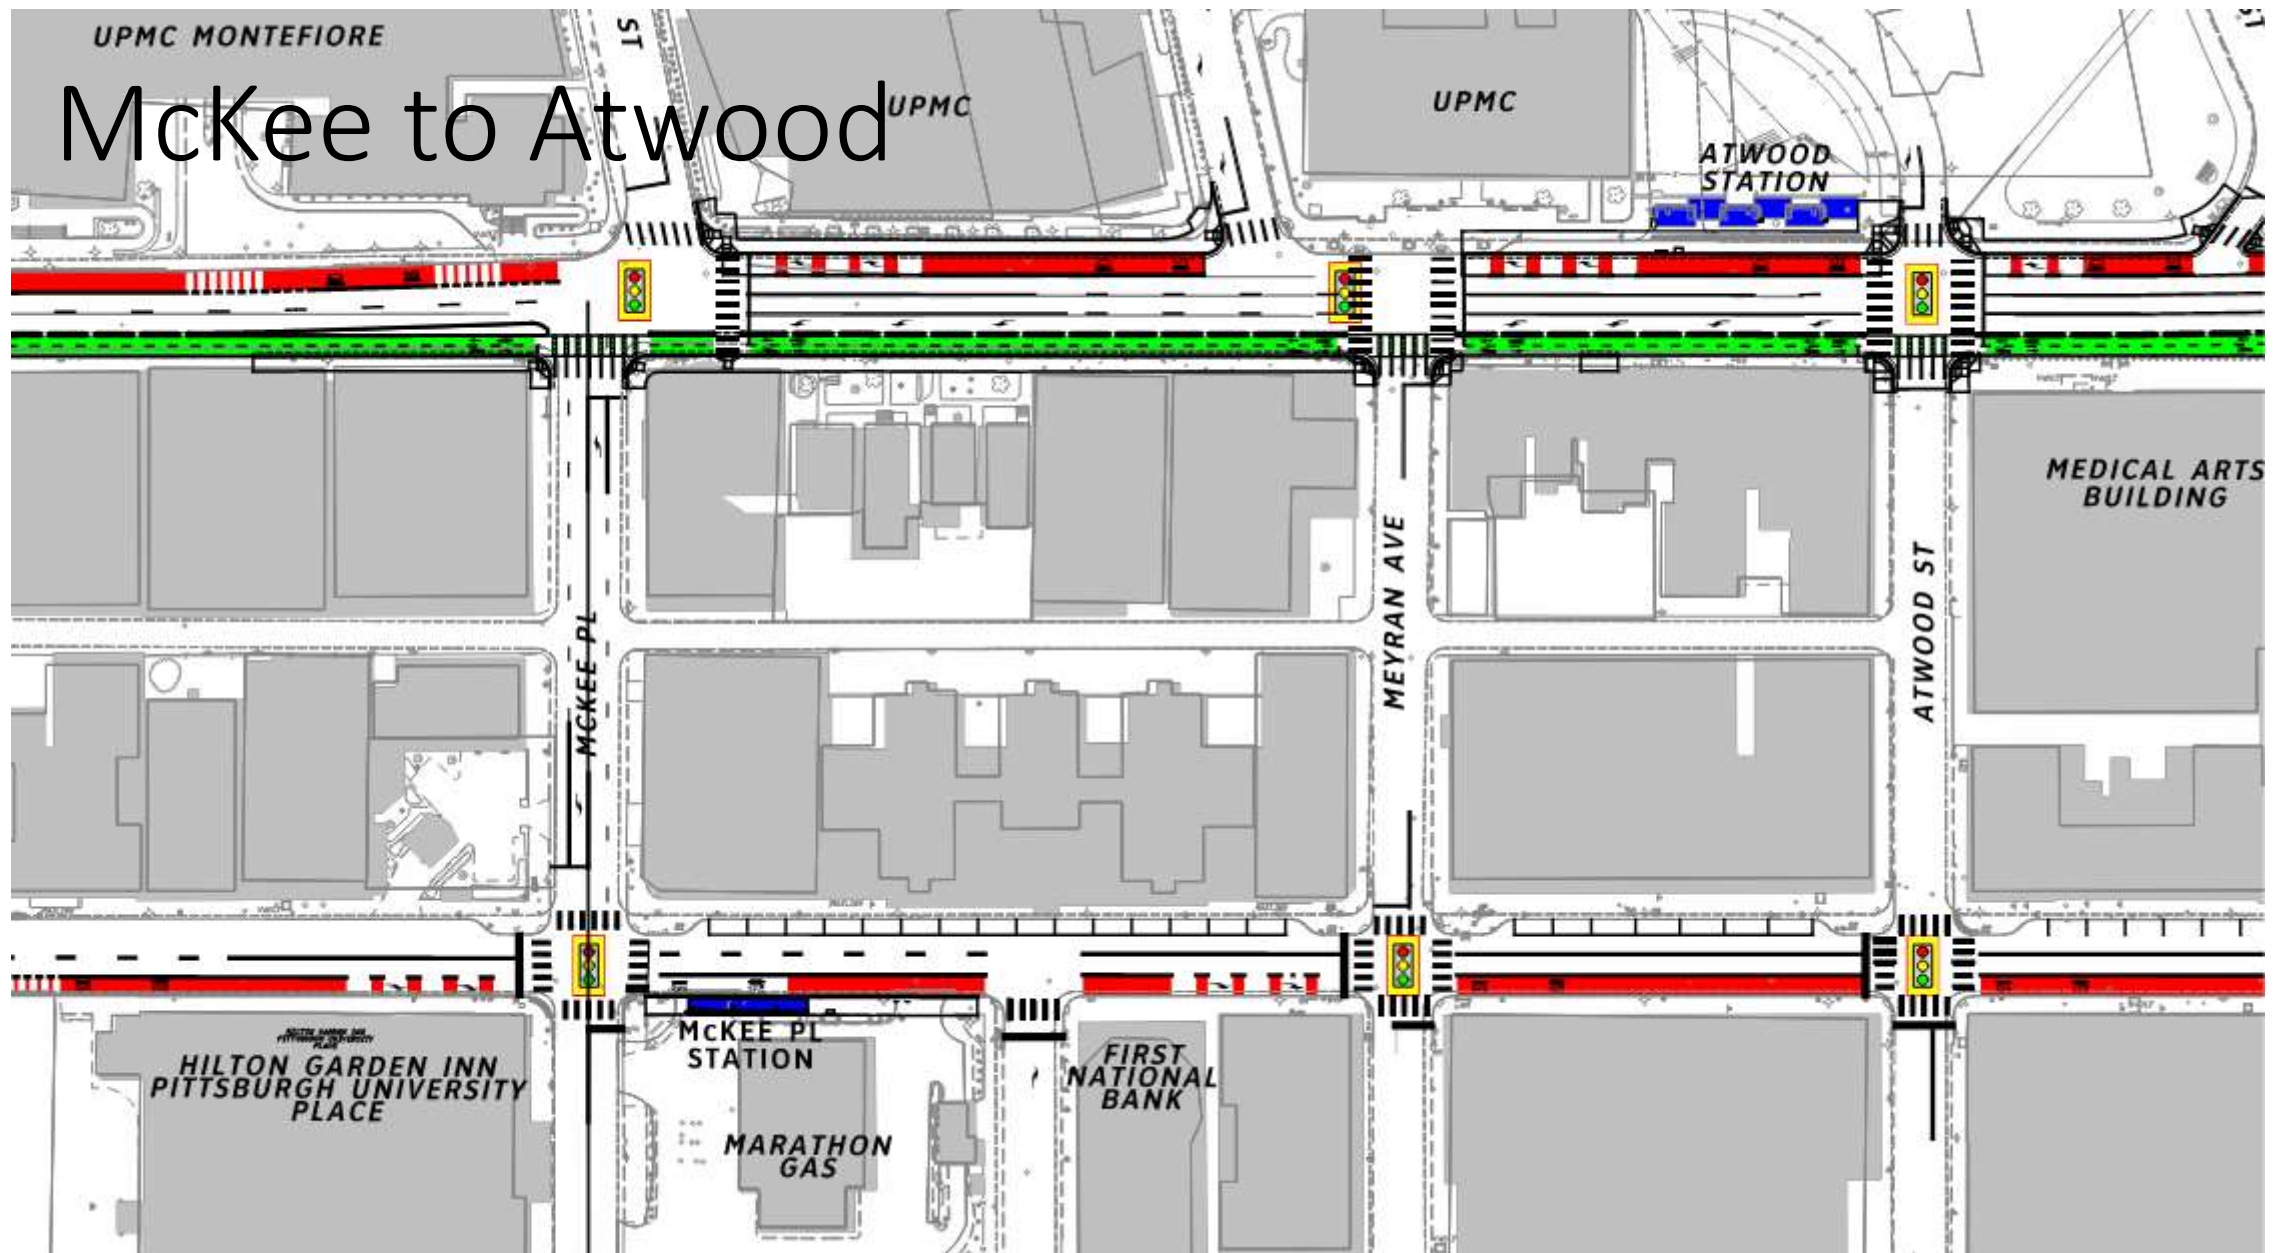 UPMC MONTEFIORE
ST
McKee to Atwood
UPMC
UPMC
ATWOOD
STATION
MEDICAL ARTS
BUILDING
MCKEE PL
MEYRAN AVE
ATWOOD ST
McKEE PL
STATION
HILTON GARDEN INN
PITTSBURGH UNIVERSITY
PLACE
FIRST
NATIONAL
BANK
MARATHON
GAS